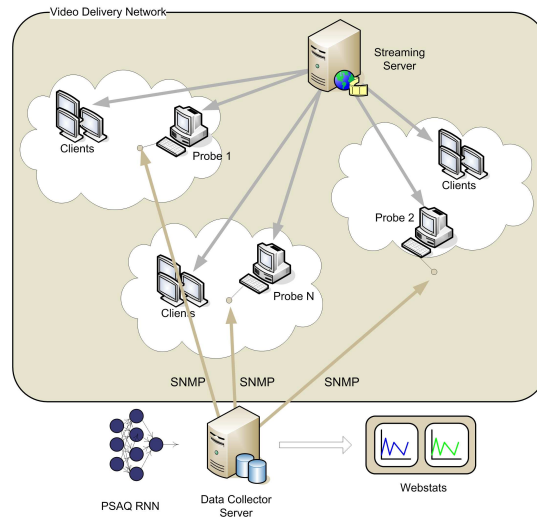 Video Delivery Network
Streaming
Server
Clients
Probe 1
Clients
Probe 2
Clients
Probe N
SNMP
SNMP
SNMP
PSAQ RNN
Data Collector
Server
Webstats